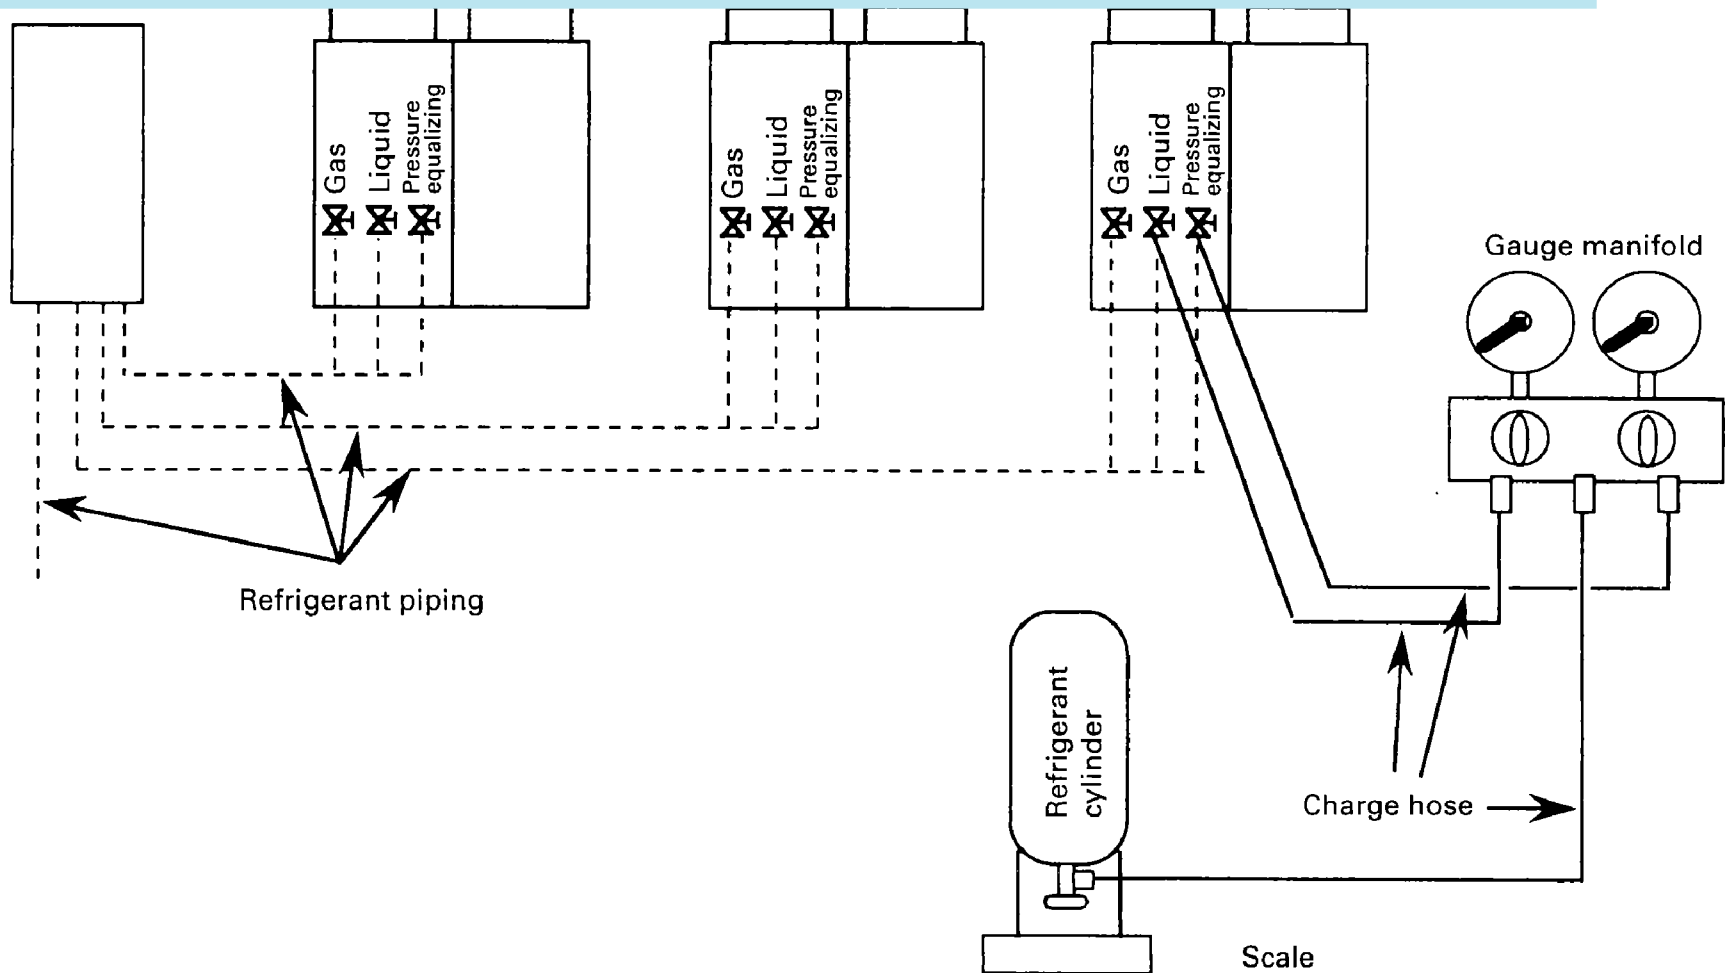 Gas
Liquid
Pressure
equalizing
Gas
Liquid
Pressure
equalizing
Gas
Liquid
Pressure
equalizing
Gauge manifold
Refrigerant piping
Refrigerant
cylinder
Charge hose
Scale